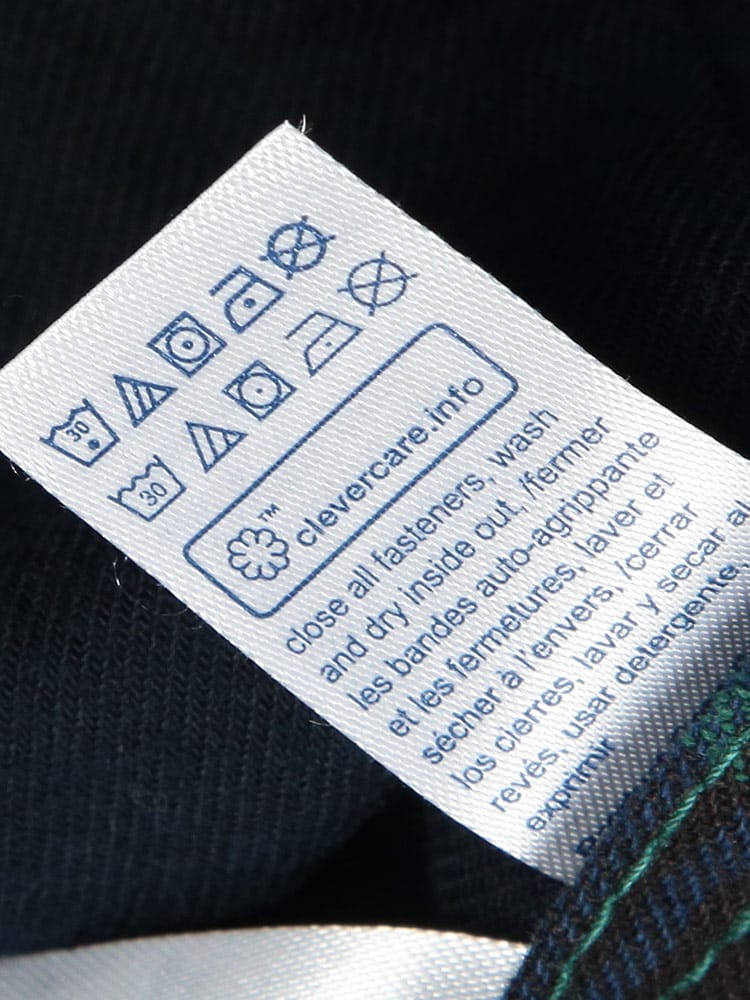 30
30
™ clevercare.info
close all fasteners, wash
and dry inside out, /fermer
les bandes auto-agrippante
et les fermetures, laver et
sécher à l'envers, /cerrar
los cierres, lavar y secar al
revés, usar detergente,
exprimir